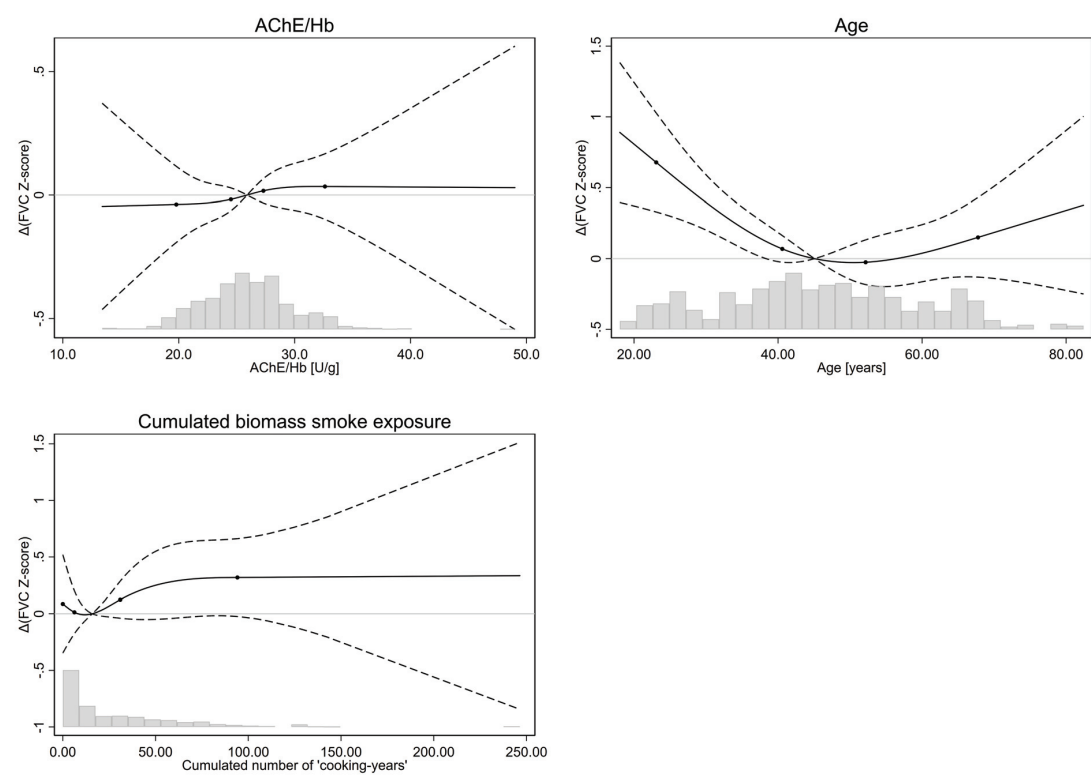 AChE/Hb
Δ(FVC Z-score)
.5
0
-.5
10.0 20.0 30.0 40.0 50.0
AChE/Hb [U/g]
Age
Δ(FVC Z-score)
1.5
1
.5
0
-.5
20.00 40.00 60.00 80.00
Age [years]
Cumulated biomass smoke exposure
Δ(FVC Z-score)
1.5
1
.5
0
-.5
-1
0.00 50.00 100.00 150.00 200.00 250.00
Cumulated number of 'cooking-years'